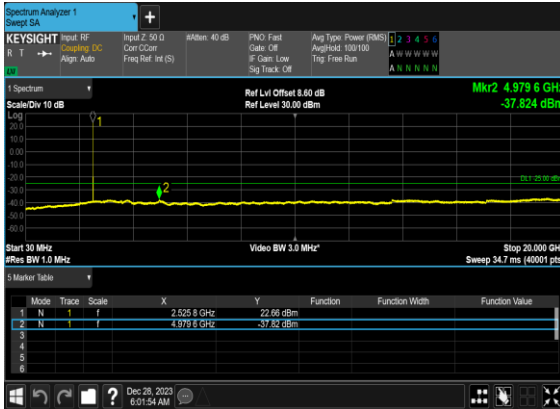 Spectrum Analyzer 1
Swept SA
+
KEYSIGHT Input: RF Input Z: 50 Ω #Atten: 40 dB PNO: Fast Avg Type: Power (RMS) 1 2 3 4 5 6
R T Coupling: DC Corr CCorr Gate: Off Avg|Hold: 100/100 A W W W W W
Align: Auto Freq Ref: Int (S) IF Gain: Low Trig: Free Run
Sig Track: Off A N N N N N
1 Spectrum Ref Lvl Offset 8.60 dB Mkr2 4.979 6 GHz
Scale/Div 10 dB Ref Level 30.00 dBm -37.824 dBm
Log
1
20.0
10.0
0.00
-10.0
-20.0
DL1 -25.00 dBm
-30.0
2
-40.0
-50.0
-60.0
Start 30 MHz Video BW 3.0 MHz* Stop 20.000 GHz
#Res BW 1.0 MHz Sweep 34.7 ms (40001 pts)
5 Marker Table
Mode Trace Scale X Y Function Function Width Function Value
1 N 1 f 2.525 8 GHz 22.66 dBm
2 N 1 f 4.979 6 GHz -37.82 dBm
3
4
5
6
? Dec 28, 2023
6:01:54 AM